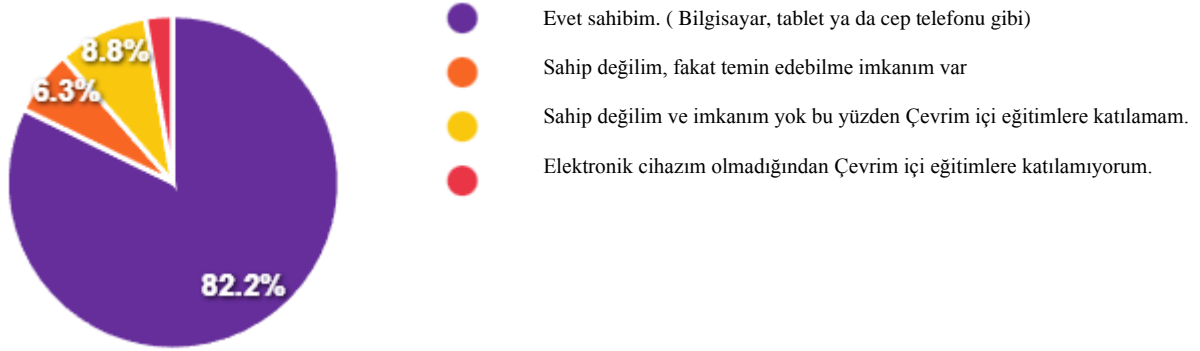 8.8%
6.3%
82.2%
Evet sahibim. ( Bilgisayar, tablet ya da cep telefonu gibi)
Sahip değilim, fakat temin edebilme imkanım var
Sahip değilim ve imkanım yok bu yüzden Çevrim içi eğitimlere katılamam.
Elektronik cihazım olmadığından Çevrim içi eğitimlere katılamıyorum.